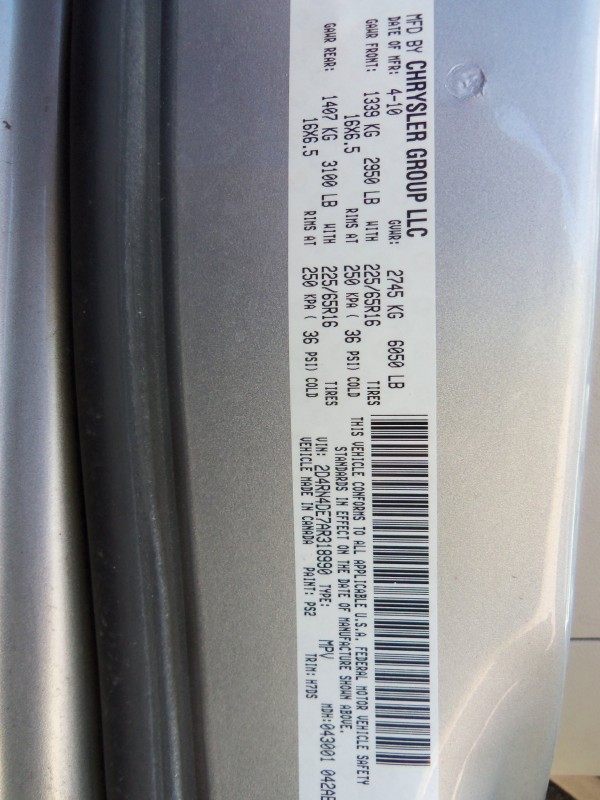 MFD BY CHRYSLER GROUP LLC
DATE OF MFR: 4-10 GVWR: 2745 KG 6050 LB
GAWR FRONT: 1339 KG 2950 LB WITH 225/65R16 TIRES
16X6.5 RIMS AT 250 KPA ( 36 PSI) COLD
GAWR REAR: 1407 KG 3100 LB WITH 225/65R16 TIRES
16X6.5 RIMS AT 250 KPA ( 36 PSI) COLD
THIS VEHICLE CONFORMS TO ALL APPLICABLE U.S.A. FEDERAL MOTOR VEHICLE SAFETY
STANDARDS IN EFFECT ON THE DATE OF MANUFACTURE SHOWN ABOVE.
VIN: 2D4RN4DE7AR318990 TYPE: MPV MDH: 043001 042AE
VEHICLE MADE IN CANADA PAINT: PS2 TRIM: H7DS